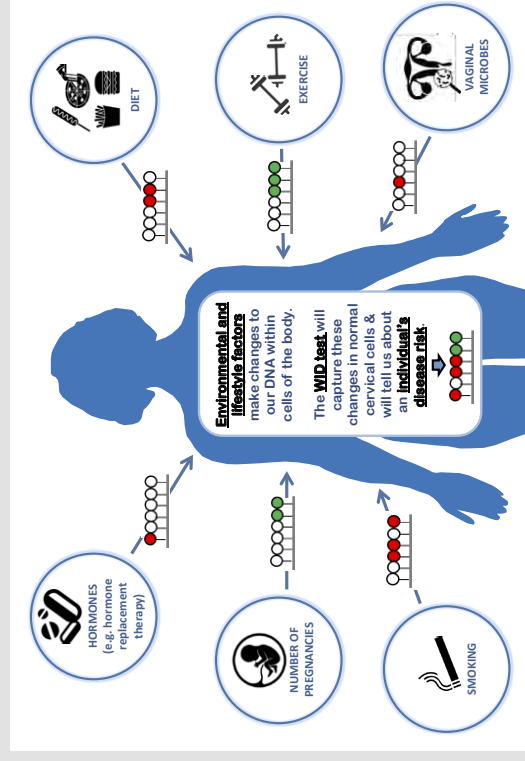 HORMONES
(e.g. hormone
replacement
therapy)
NUMBER OF
PREGNANCIES
SMOKING
Environmental and
lifestyle factors
make changes to
our DNA within
cells of the body.
The WID test will
capture these
changes in normal
cervical cells &
will tell us about
an individual's
disease risk.
DIET
EXERCISE
VAGINAL
MICROBES